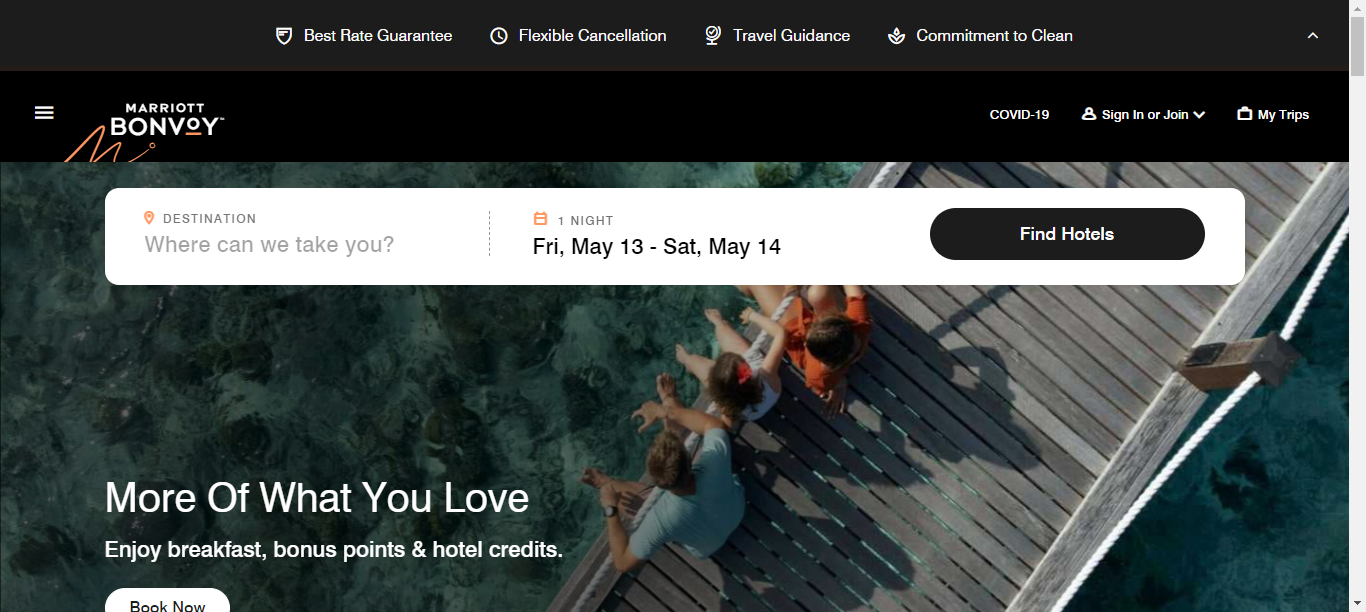 Best Rate Guarantee
Flexible Cancellation
Travel Guidance
Commitment to Clean
MARRIOTT
BONVOY™
COVID-19
Sign In or Join
My Trips
DESTINATION
Where can we take you?
1 NIGHT
Fri, May 13 - Sat, May 14
Find Hotels
More Of What You Love
Enjoy breakfast, bonus points & hotel credits.
Book Now